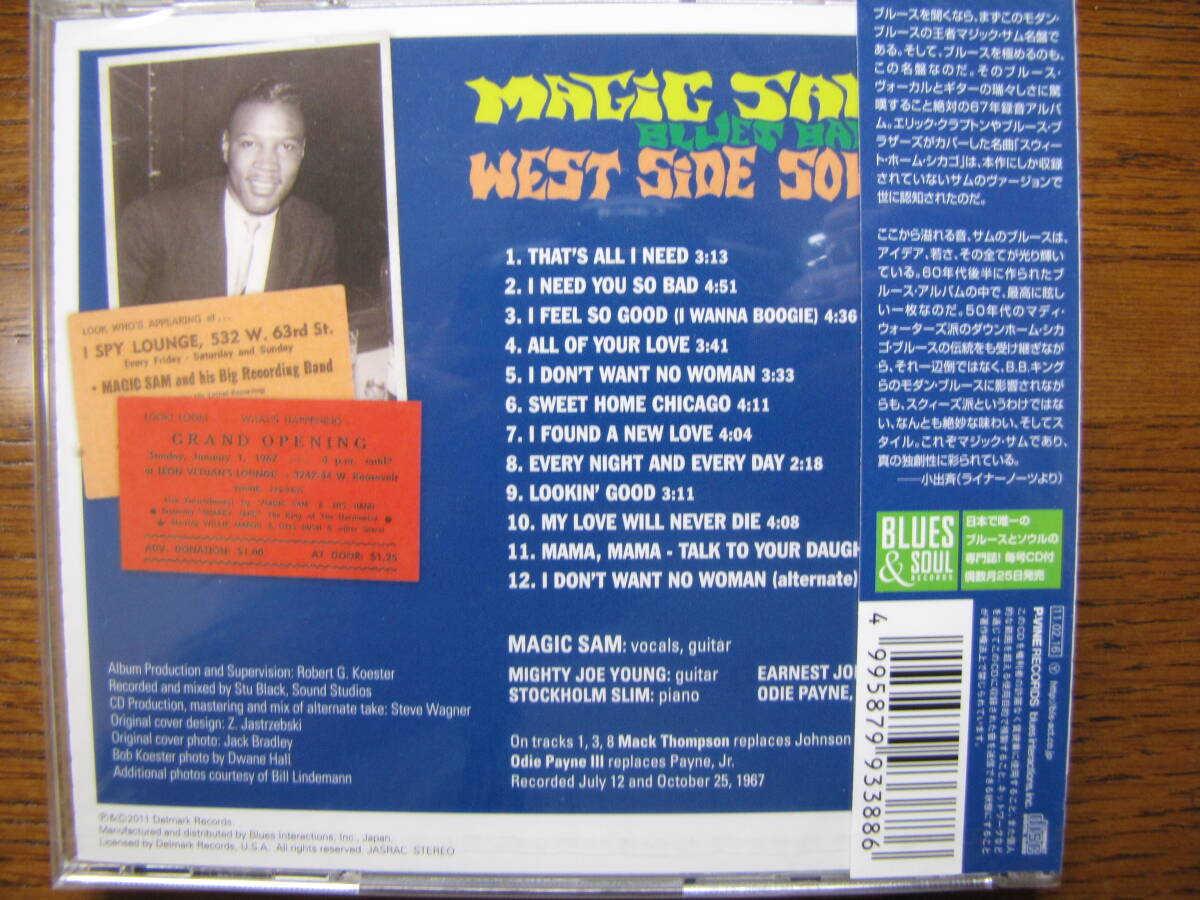 MAGIC SA
BLUES BA
WEST SIDE SO
1. THAT'S ALL I NEED 3:13
2. I NEED YOU SO BAD 4:51
3. I FEEL SO GOOD (I WANNA BOOGIE) 4:36
4. ALL OF YOUR LOVE 3:41
5. I DON'T WANT NO WOMAN 3:33
6. SWEET HOME CHICAGO 4:11
7. I FOUND A NEW LOVE 4:04
8. EVERY NIGHT AND EVERY DAY 2:18
9. LOOKIN' GOOD 3:11
10. MY LOVE WILL NEVER DIE 4:08
11. MAMA, MAMA - TALK TO YOUR DAUGH
12. I DON'T WANT NO WOMAN (alternate)
MAGIC SAM: vocals, guitar
MIGHTY JOE YOUNG: guitar
STOCKHOLM SLIM: piano
EARNEST JO
ODIE PAYNE,
On tracks 1, 3, 8 Mack Thompson replaces Johnson
Odie Payne III replaces Payne, Jr.
Recorded July 12 and October 25, 1967
LOOK WHO'S APPEARING at...
I SPY LOUNGE, 532 W. 63rd St.
Every Friday - Saturday and Sunday
• MAGIC SAM and his Big Recording Band
LOOK! LOOK! WHAT'S HAPPENING
GRAND OPENING
Sunday, January 1, 1967 4 p.m. until?
at LEON VETUAN'S LOUNGE - 3242-44 W. Roosevelt
ADV. DONATION: $1.00 AT DOOR: $1.25
Album Production and Supervision: Robert G. Koester
Recorded and mixed by Stu Black, Sound Studios
CD Production, mastering and mix of alternate take: Steve Wagner
Original cover design: Z. Jastrzebski
Original cover photo: Jack Bradley
Bob Koester photo by Dwane Hall
Additional photos courtesy of Bill Lindemann
℗&©2011 Delmark Records.
Manufactured and distributed by Blues Interactions, Inc., Japan.
Licensed by Delmark Records, U.S.A. All rights reserved. JASRAC STEREO
ブルースを聞くなら、まずこのモダン・
ブルースの王者マジック・サム名盤で
ある。そして、ブルースを極めるのも、
この名盤なのだ。そのブルース・
ヴォーカルとギターの瑞々しさに驚
嘆すること絶対の67年録音アルバ
ム。エリック・クラプトンやブルース・ブ
ラザーズがカバーした名曲「スウィー
ト・ホーム・シカゴ」は、本作にしか収録
されていないサムのヴァージョンで
世に認知されたのだ。
ここから溢れる音、サムのブルースは、
アイデア、若さ、その全てが光り輝い
ている。60年代後半に作られたブ
ルース・アルバムの中で、最高に眩し
い一枚なのだ。50年代のマディ・
ウォーターズ派のダウンホーム・シカ
ゴ・ブルースの伝統をも受け継ぎなが
ら、それ一辺倒ではなく、B.B.キング
らのモダン・ブルースに影響されなが
らも、スクィーズ派というわけではな
い、なんとも絶妙な味わい、そしてス
タイル。これぞマジック・サムであり、
真の独創性に彩られている。
——小出斉(ライナーノーツより)
BLUES
& SOUL
RECORDS
日本で唯一の
ブルースとソウルの
専門誌! 毎号CD付
偶数月25日発売
4 995879 933886
11.02.16 Ⓨ http://bls-act.co.jp
P-VINE RECORDS blues interactions, inc.